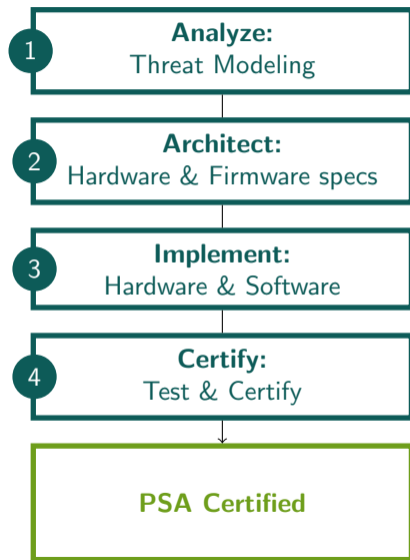 1
Analyze:
Threat Modeling
2
Architect:
Hardware & Firmware specs
3
Implement:
Hardware & Software
4
Certify:
Test & Certify
PSA Certified